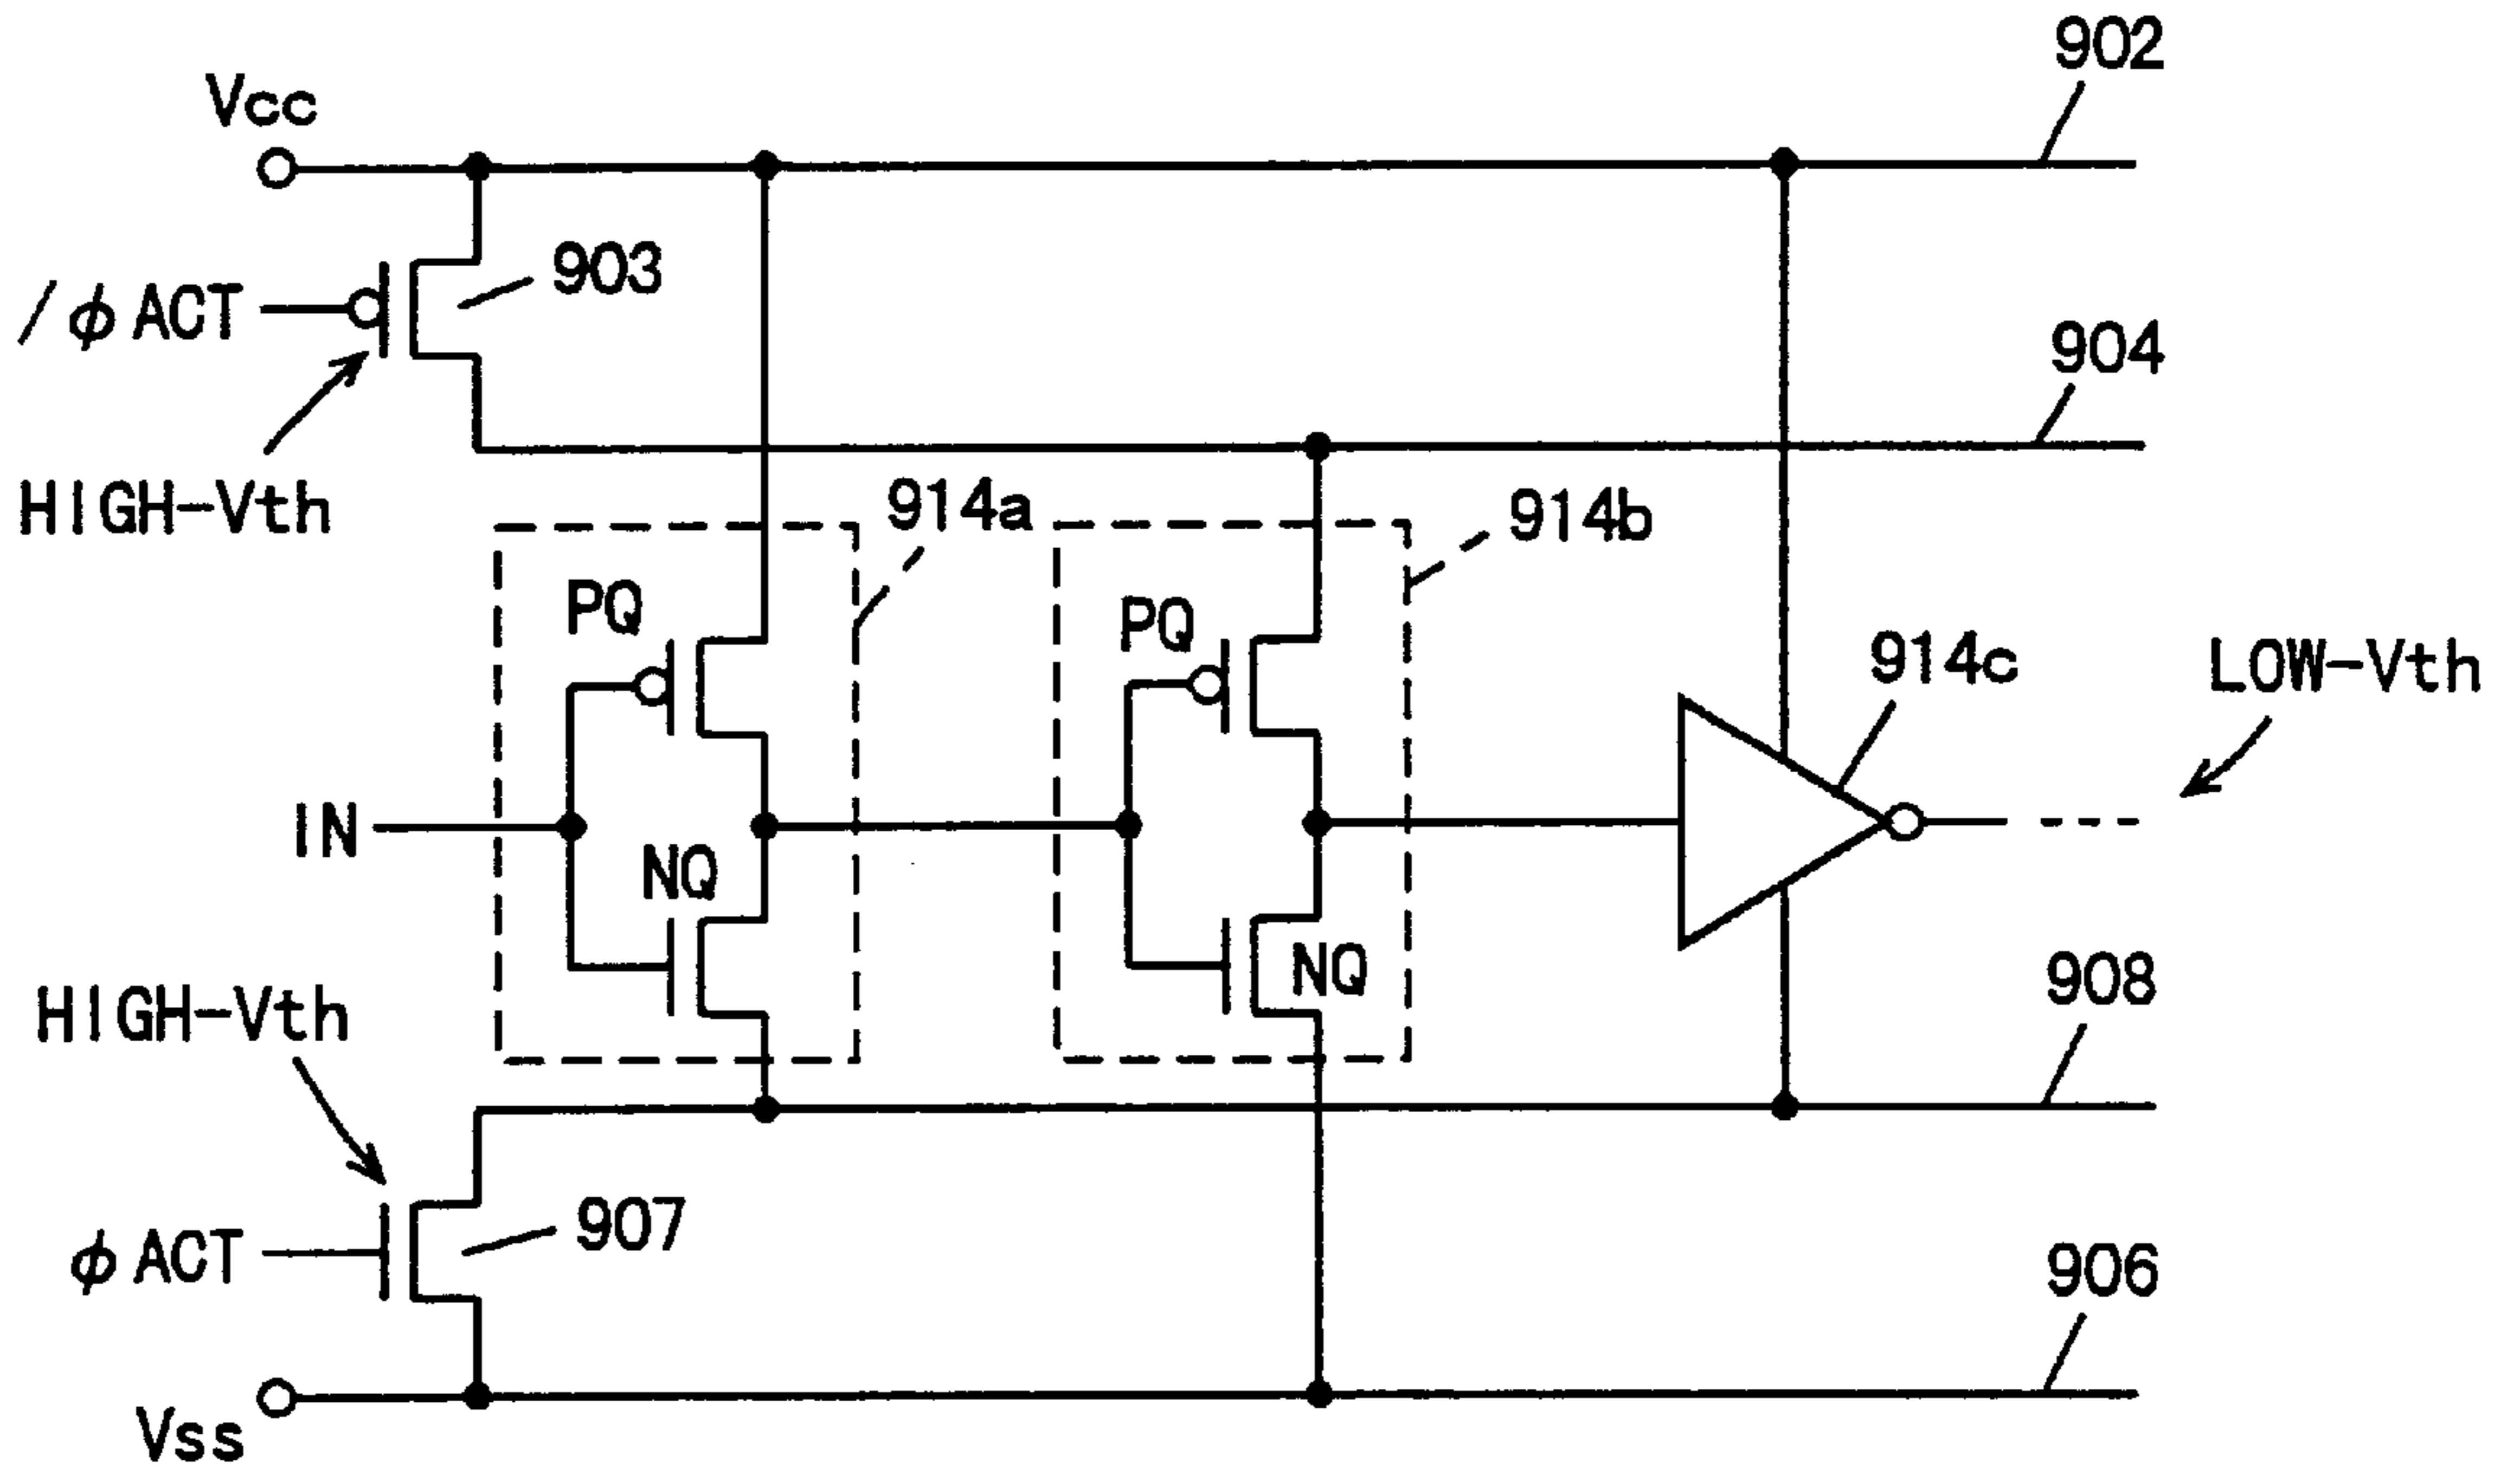 902
Vcc
903
/φACT
904
HIGH-Vth
914a
914b
PQ
PQ
914c
LOW-Vth
IN
NQ
NQ
908
HIGH-Vth
907
φACT
906
Vss